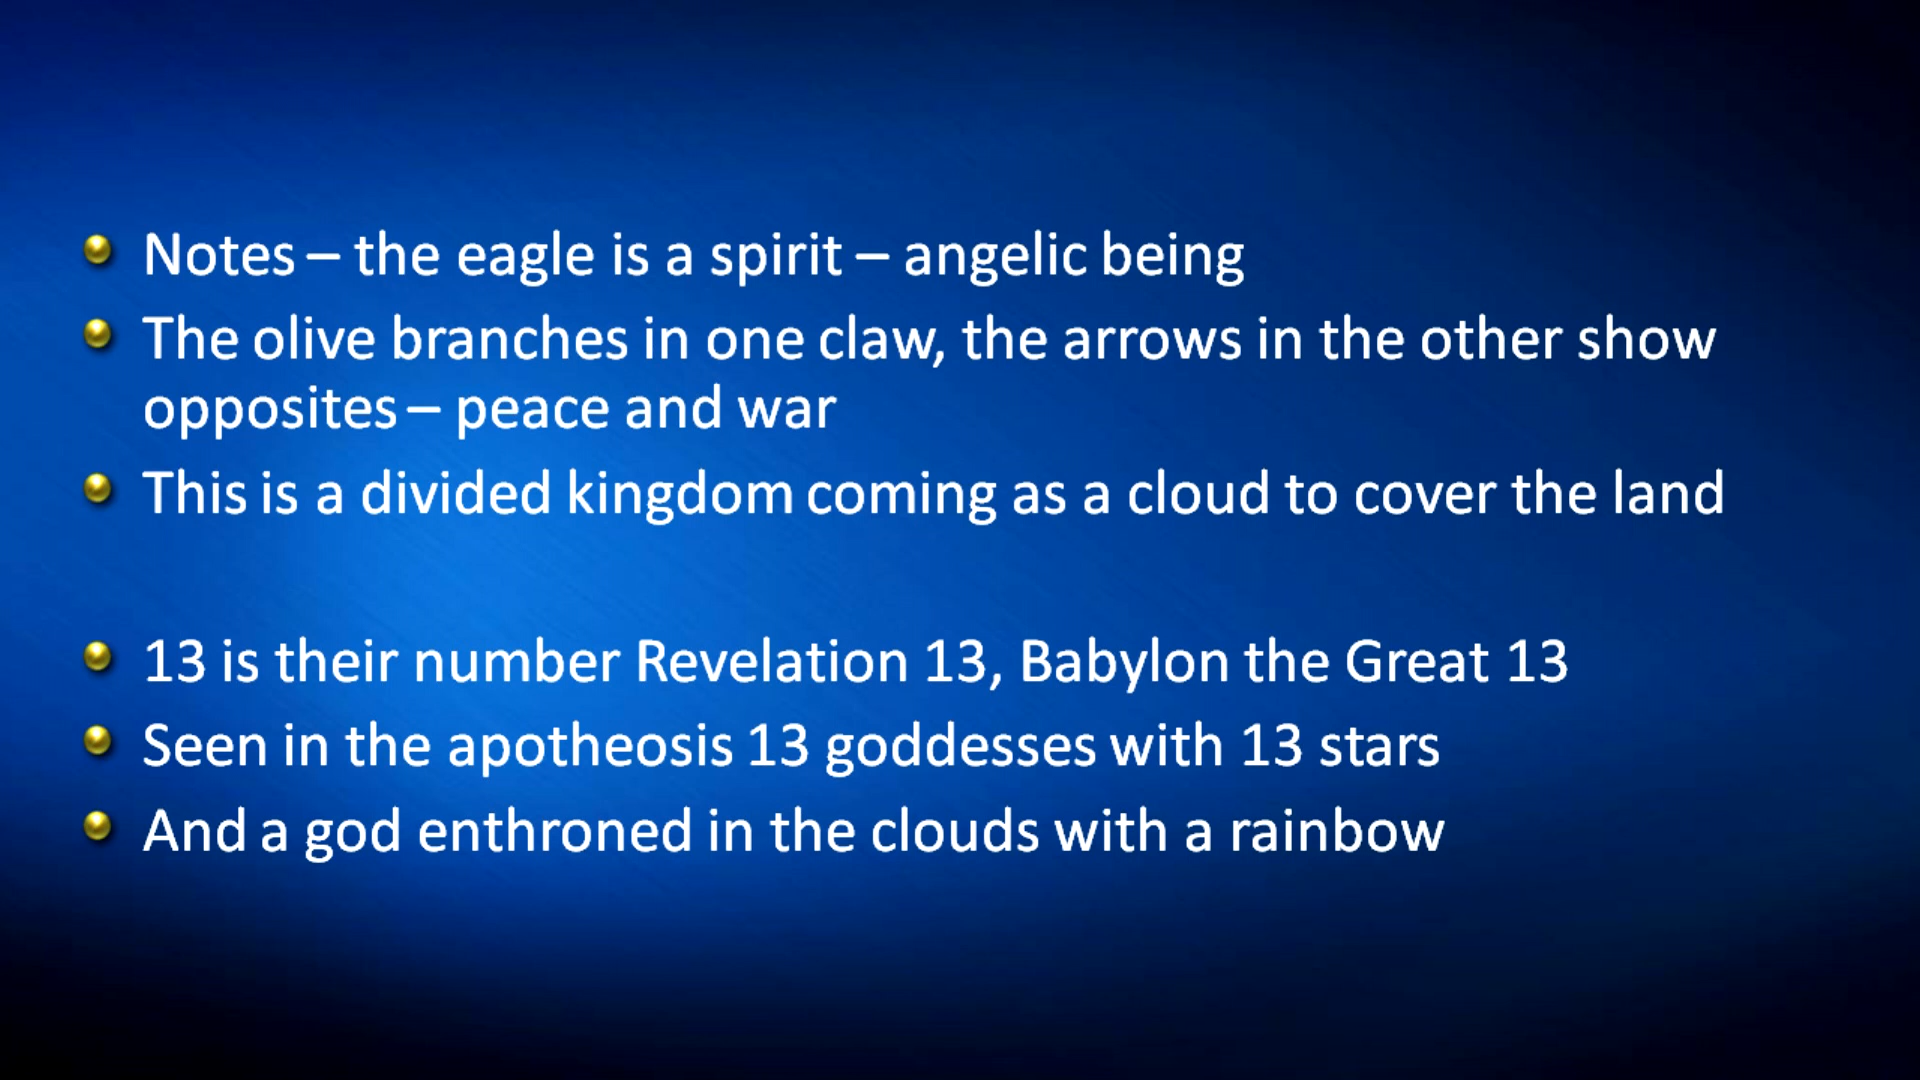 Notes – the eagle is a spirit – angelic being
The olive branches in one claw, the arrows in the other show
opposites – peace and war
This is a divided kingdom coming as a cloud to cover the land
13 is their number Revelation 13, Babylon the Great 13
Seen in the apotheosis 13 goddesses with 13 stars
And a god enthroned in the clouds with a rainbow